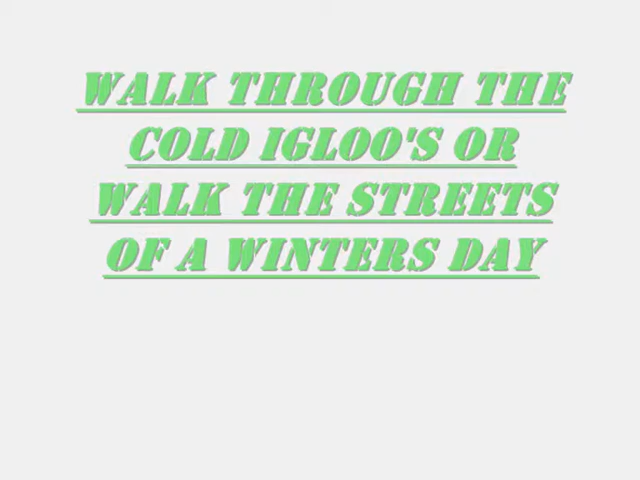 WALK THROUGH THE
COLD IGLOO'S OR
WALK THE STREETS
OF A WINTERS DAY